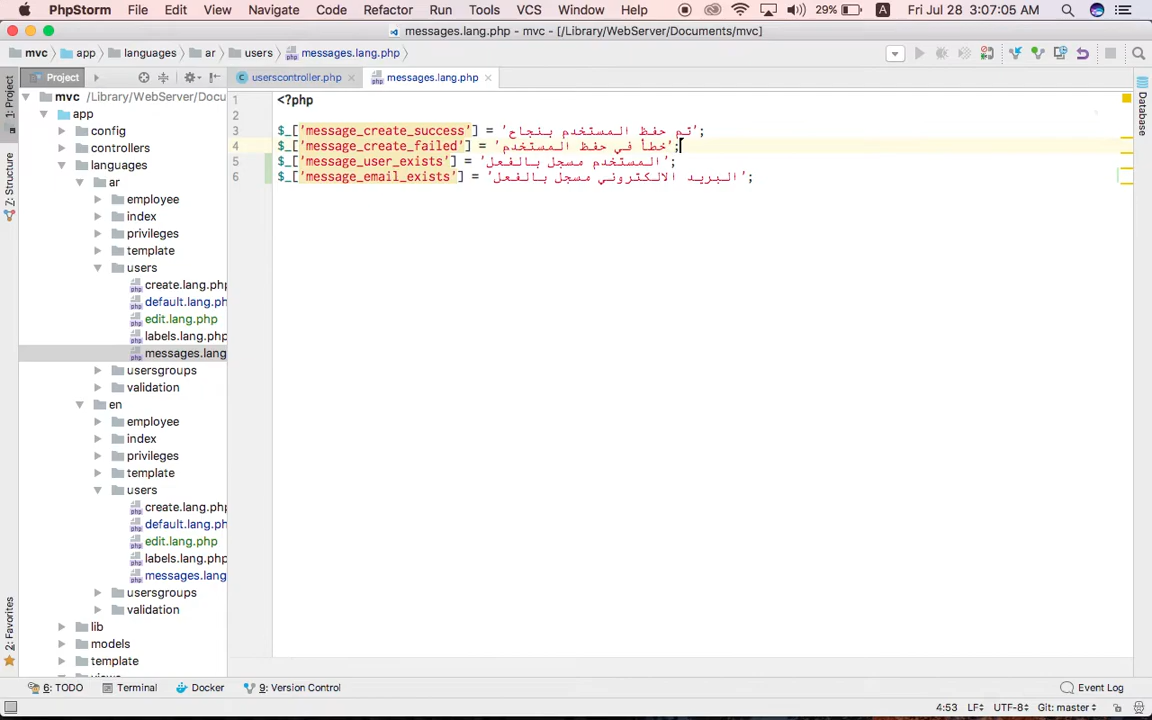 PhpStorm File Edit View Navigate Code Refactor Run Tools VCS Window Help 29% A Fri Jul 28 3:07:05 AM
messages.lang.php - mvc - [/Library/WebServer/Documents/mvc]
mvc app languages ar users messages.lang.php
Project userscontroller.php messages.lang.php
1: Project
Z: Structure
2: Favorites
Database
mvc /Library/WebServer/Docu
app
config
controllers
languages
ar
employee
index
privileges
template
users
create.lang.php
default.lang.ph
edit.lang.php
labels.lang.php
messages.lang
usersgroups
validation
en
employee
index
privileges
template
users
create.lang.php
default.lang.ph
edit.lang.php
labels.lang.php
messages.lang
usersgroups
validation
lib
models
template
views
1 <?php
2
3 $_['message_create_success'] = 'تم حفظ المستخدم بنجاح';
4 $_['message_create_failed'] = 'خطأ في حفظ المستخدم';
5 $_['message_user_exists'] = 'المستخدم مسجل بالفعل';
6 $_['message_email_exists'] = 'البريد الالكتروني مسجل بالفعل';
6: TODO Terminal Docker 9: Version Control Event Log
4:53 LF UTF-8 Git: master